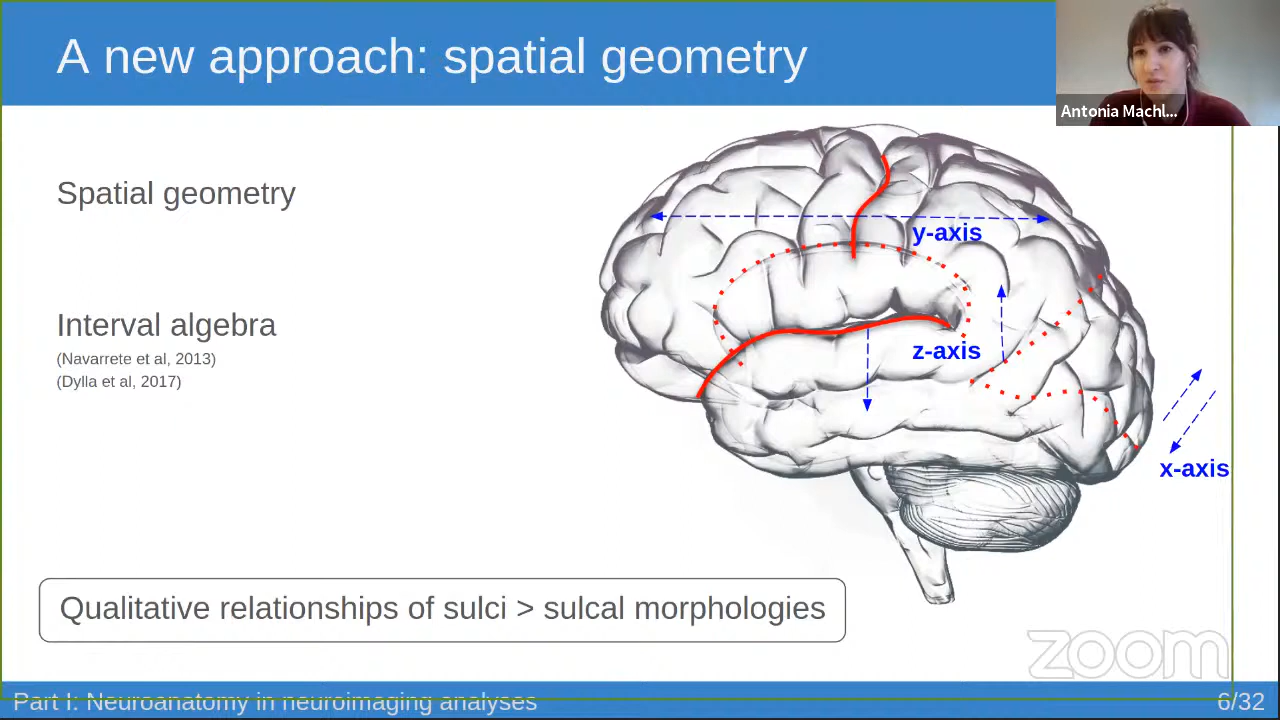 A new approach: spatial geometry
Antonia Machl...
Spatial geometry
y-axis
Interval algebra
(Navarrete et al, 2013)
(Dylla et al, 2017)
z-axis
x-axis
Qualitative relationships of sulci > sulcal morphologies
zoom
Part I: Neuroanatomy in neuroimaging analyses
6/32